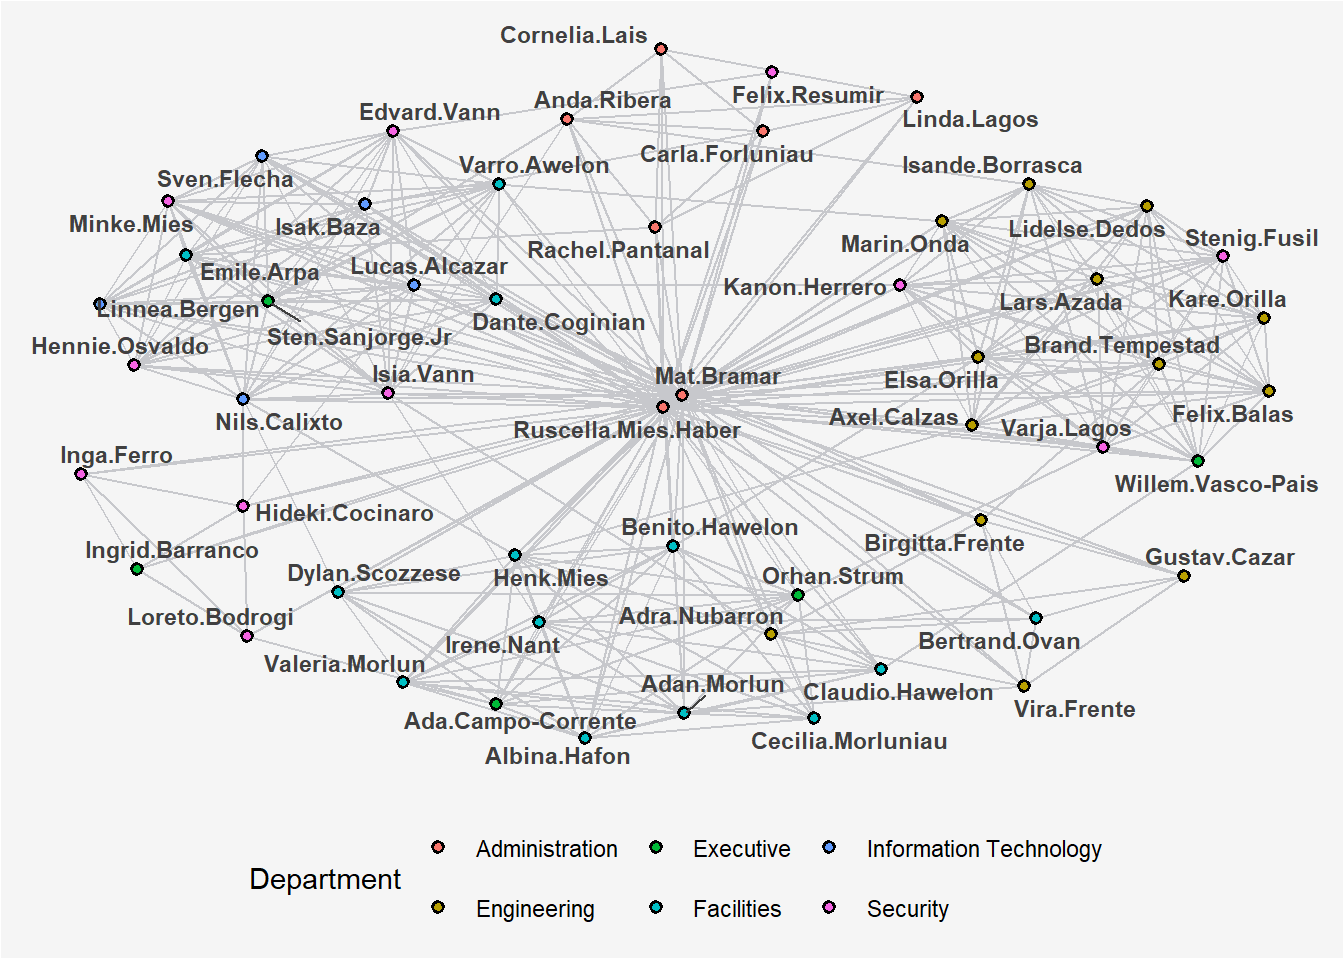 Cornelia.Lais
Felix.Resumir
Anda.Ribera
Edvard.Vann
Linda.Lagos
Carla.Forluniau
Varro.Awelon
Isande.Borrasca
Sven.Flecha
Minke.Mies
Isak.Baza
Rachel.Pantanal
Marin.Onda
Lidelse.Dedos
Stenig.Fusil
Emile.Arpa
Lucas.Alcazar
Kanon.Herrero
Lars.Azada
Kare.Orilla
Linnea.Bergen
Dante.Coginian
Sten.Sanjorge.Jr
Hennie.Osvaldo
Brand.Tempestad
Isia.Vann
Mat.Bramar
Elsa.Orilla
Nils.Calixto
Ruscella.Mies.Haber
Axel.Calzas
Varja.Lagos
Felix.Balas
Inga.Ferro
Willem.Vasco-Pais
Hideki.Cocinaro
Benito.Hawelon
Birgitta.Frente
Ingrid.Barranco
Gustav.Cazar
Dylan.Scozzese
Henk.Mies
Orhan.Strum
Loreto.Bodrogi
Adra.Nubarron
Irene.Nant
Bertrand.Ovan
Valeria.Morlun
Adan.Morlun
Claudio.Hawelon
Vira.Frente
Ada.Campo-Corrente
Cecilia.Morluniau
Albina.Hafon
Department
Administration
Executive
Information Technology
Engineering
Facilities
Security